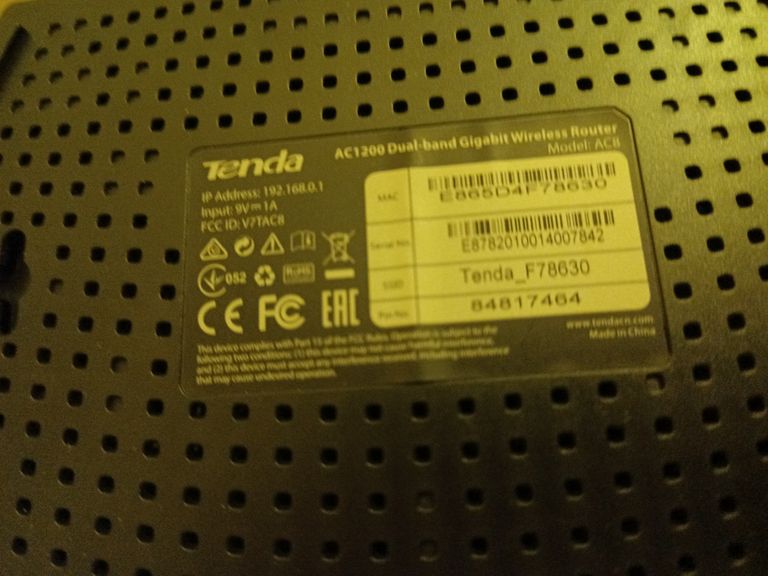 Tenda
AC1200 Dual-band Gigabit Wireless Router
Model: AC8
IP Address: 192.168.0.1
Input: 9V⎓1A
FCC ID: V7TAC8
052
RoHS
CE FC EAC
MAC
E865D4F78630
Serial No.
E8782010014007842
SSID
Tenda_F78630
84817464
This device complies with Part 15 of the FCC Rules. Operation is subject to the
following two conditions: (1) this device may not cause harmful interference
and (2) this device must accept any interference received, including interference
that may cause undesired operation.
www.tendacn.com
Made in China